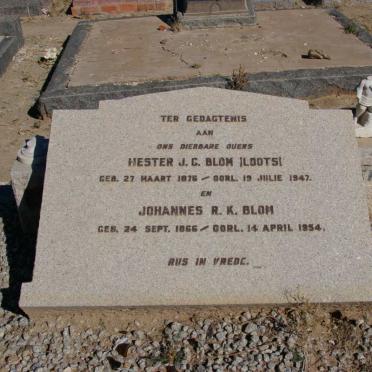 TER GEDAGTENIS
AAN
ONS DIERBARE OUERS
HESTER J. C. BLOM (LOOTS)
GEB. 27 MAART 1876 – OORL. 19 JULIE 1947.
EN
JOHANNES R. K. BLOM
GEB. 24 SEPT. 1866 – OORL. 14 APRIL 1954.
RUS IN VREDE.